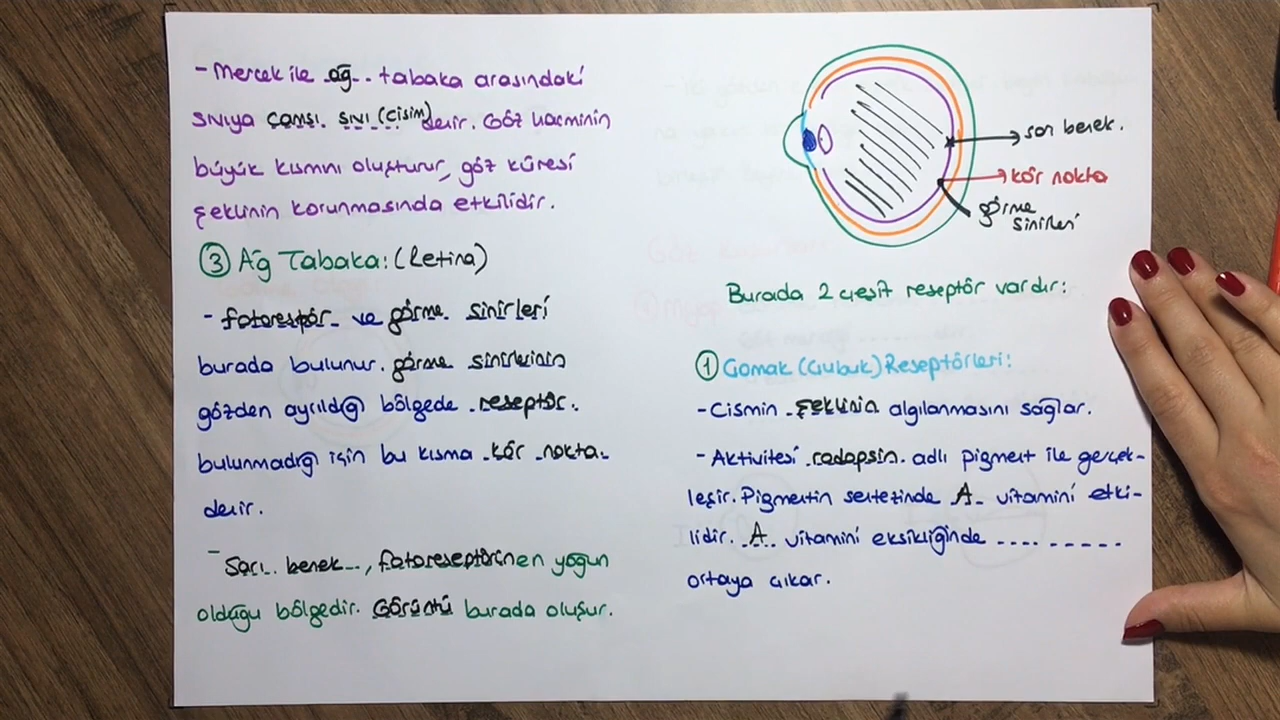 - Mercek ile ağ tabaka arasındaki
sıvıya camsı sıvı (cisim) denir. Göz hacminin
büyük kısmını oluşturur, göz küresi
şeklinin korunmasında etkilidir.
③ Ağ Tabaka: (Retina)
- fotoresptör ve görme sinirleri
burada bulunur. görme sinirlerinin
gözden ayrıldığı bölgede reseptör
bulunmadığı için bu kısma kör nokta
denir.
- Sarı benek, fotoreseptörün en yoğun
olduğu bölgedir. Görüntü burada oluşur.
sarı benek.
kör nokta
görme
sinirleri
Burada 2 çeşit reseptör vardır:
① Çomak (Çubuk) Reseptörleri:
- Cismin şeklinin algılanmasını sağlar.
- Aktivitesi rodopsin adlı pigment ile gerçek-
leşir. Pigmentin sentezinde A vitamini etki-
lidir. A vitamini eksikliğinde .........
ortaya çıkar.